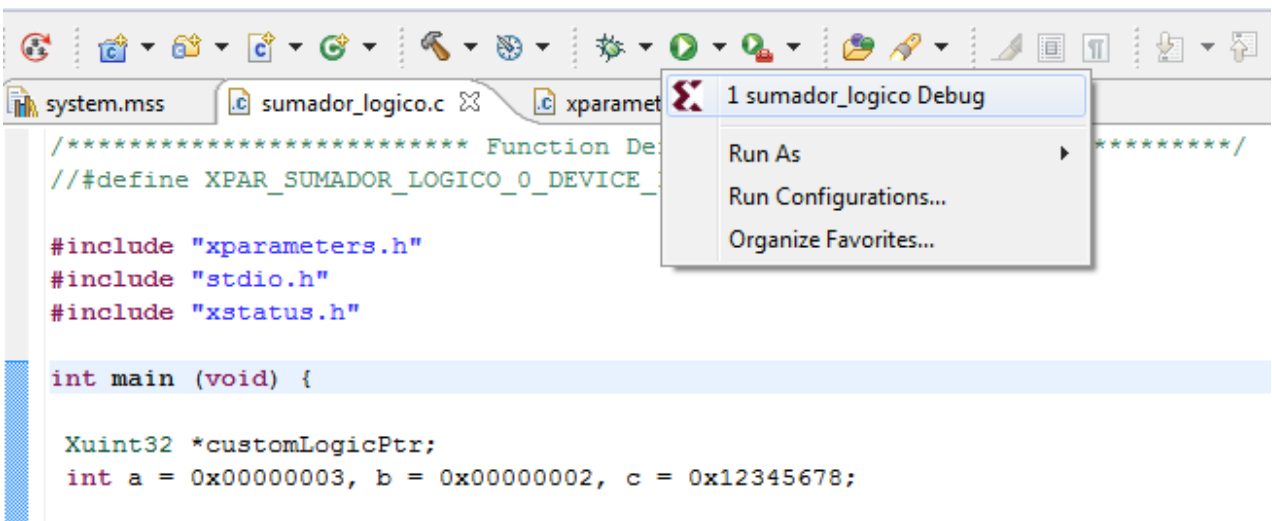 system.mss sumador_logico.c xparamet
1 sumador_logico Debug
Run As
Run Configurations...
Organize Favorites...
/************************** Function De *********/
//#define XPAR_SUMADOR_LOGICO_0_DEVICE_
#include "xparameters.h"
#include "stdio.h"
#include "xstatus.h"
int main (void) {
Xuint32 *customLogicPtr;
int a = 0x00000003, b = 0x00000002, c = 0x12345678;